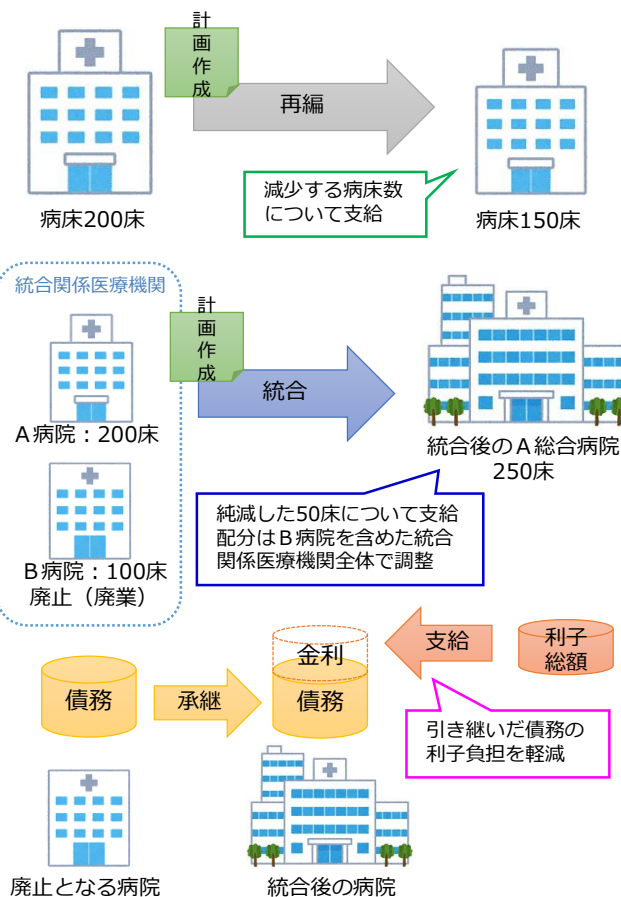 計画作成
再編
減少する病床数
について支給
病床200床
病床150床
統合関係医療機関
計画作成
統合
A病院：200床
統合後のA総合病院
250床
純減した50床について支給
配分はB病院を含めた統合
関係医療機関全体で調整
B病院：100床
廃止（廃業）
金利
支給
利子
総額
債務
承継
債務
引き継いだ債務の
利子負担を軽減
廃止となる病院
統合後の病院